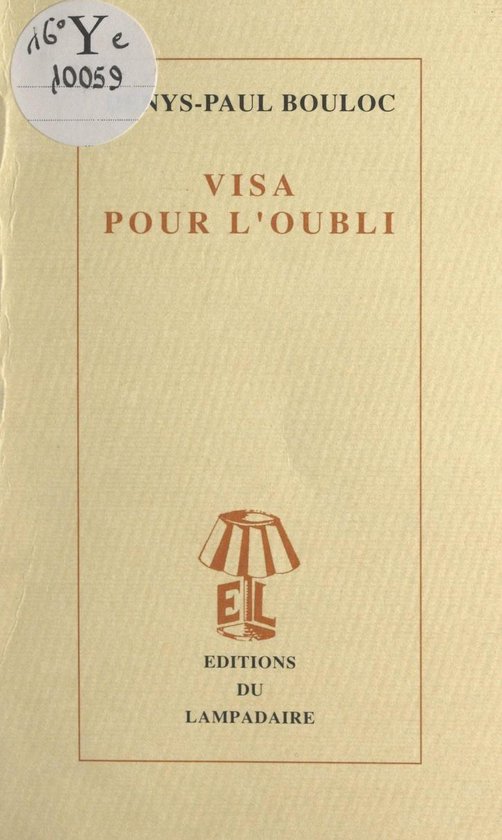 16° Y e
10059
NYS-PAUL BOULOC
VISA
POUR L'OUBLI
EL
EDITIONS
DU
LAMPADAIRE